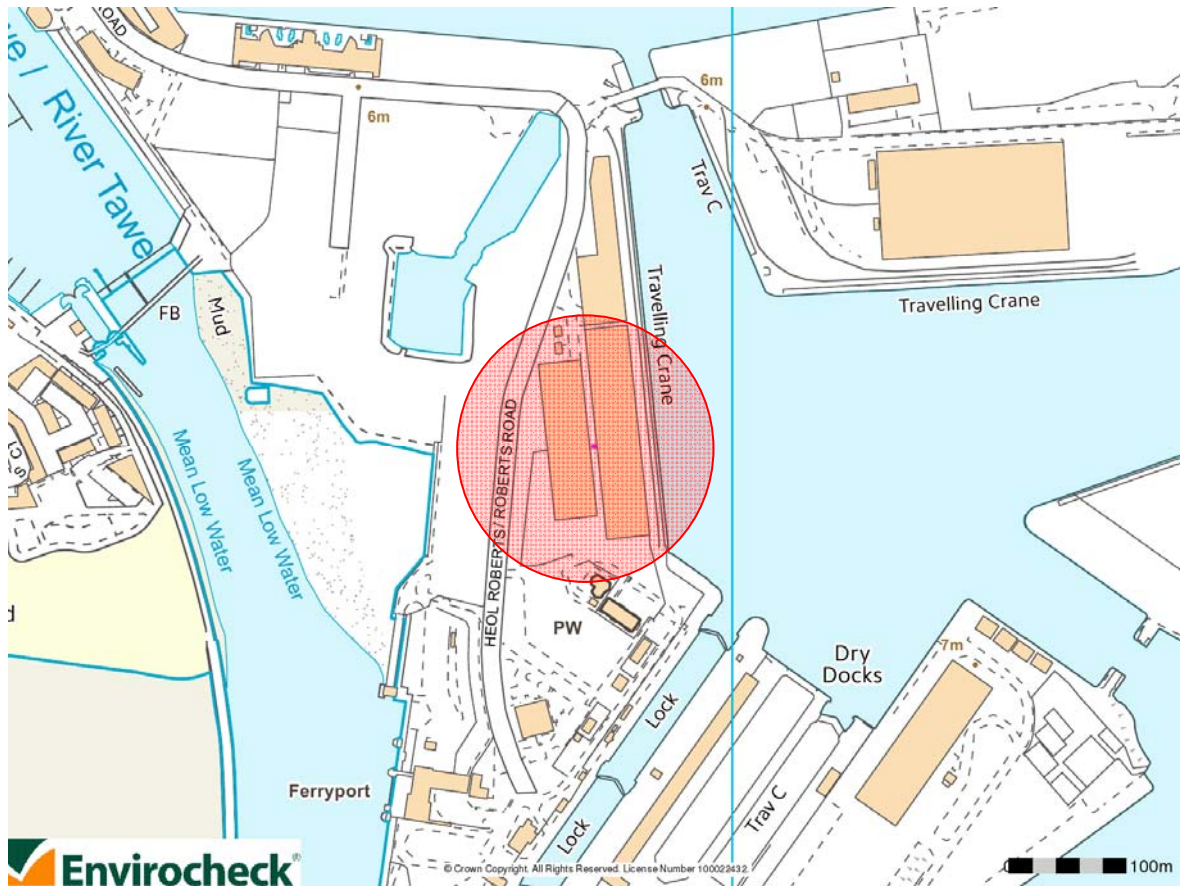 ROAD
ve /
River Tawe
6m
6m
Trav C
Travelling Crane
Travelling Crane
FB
Mud
Mean Low Water
Mean Low Water
HEOL ROBERTS / ROBERTS ROAD
PW
Dry
Docks
7m
Lock
Lock
Trav C
Ferryport
d
Envirocheck®
© Crown Copyright. All Rights Reserved. License Number 100022432.
0
100m